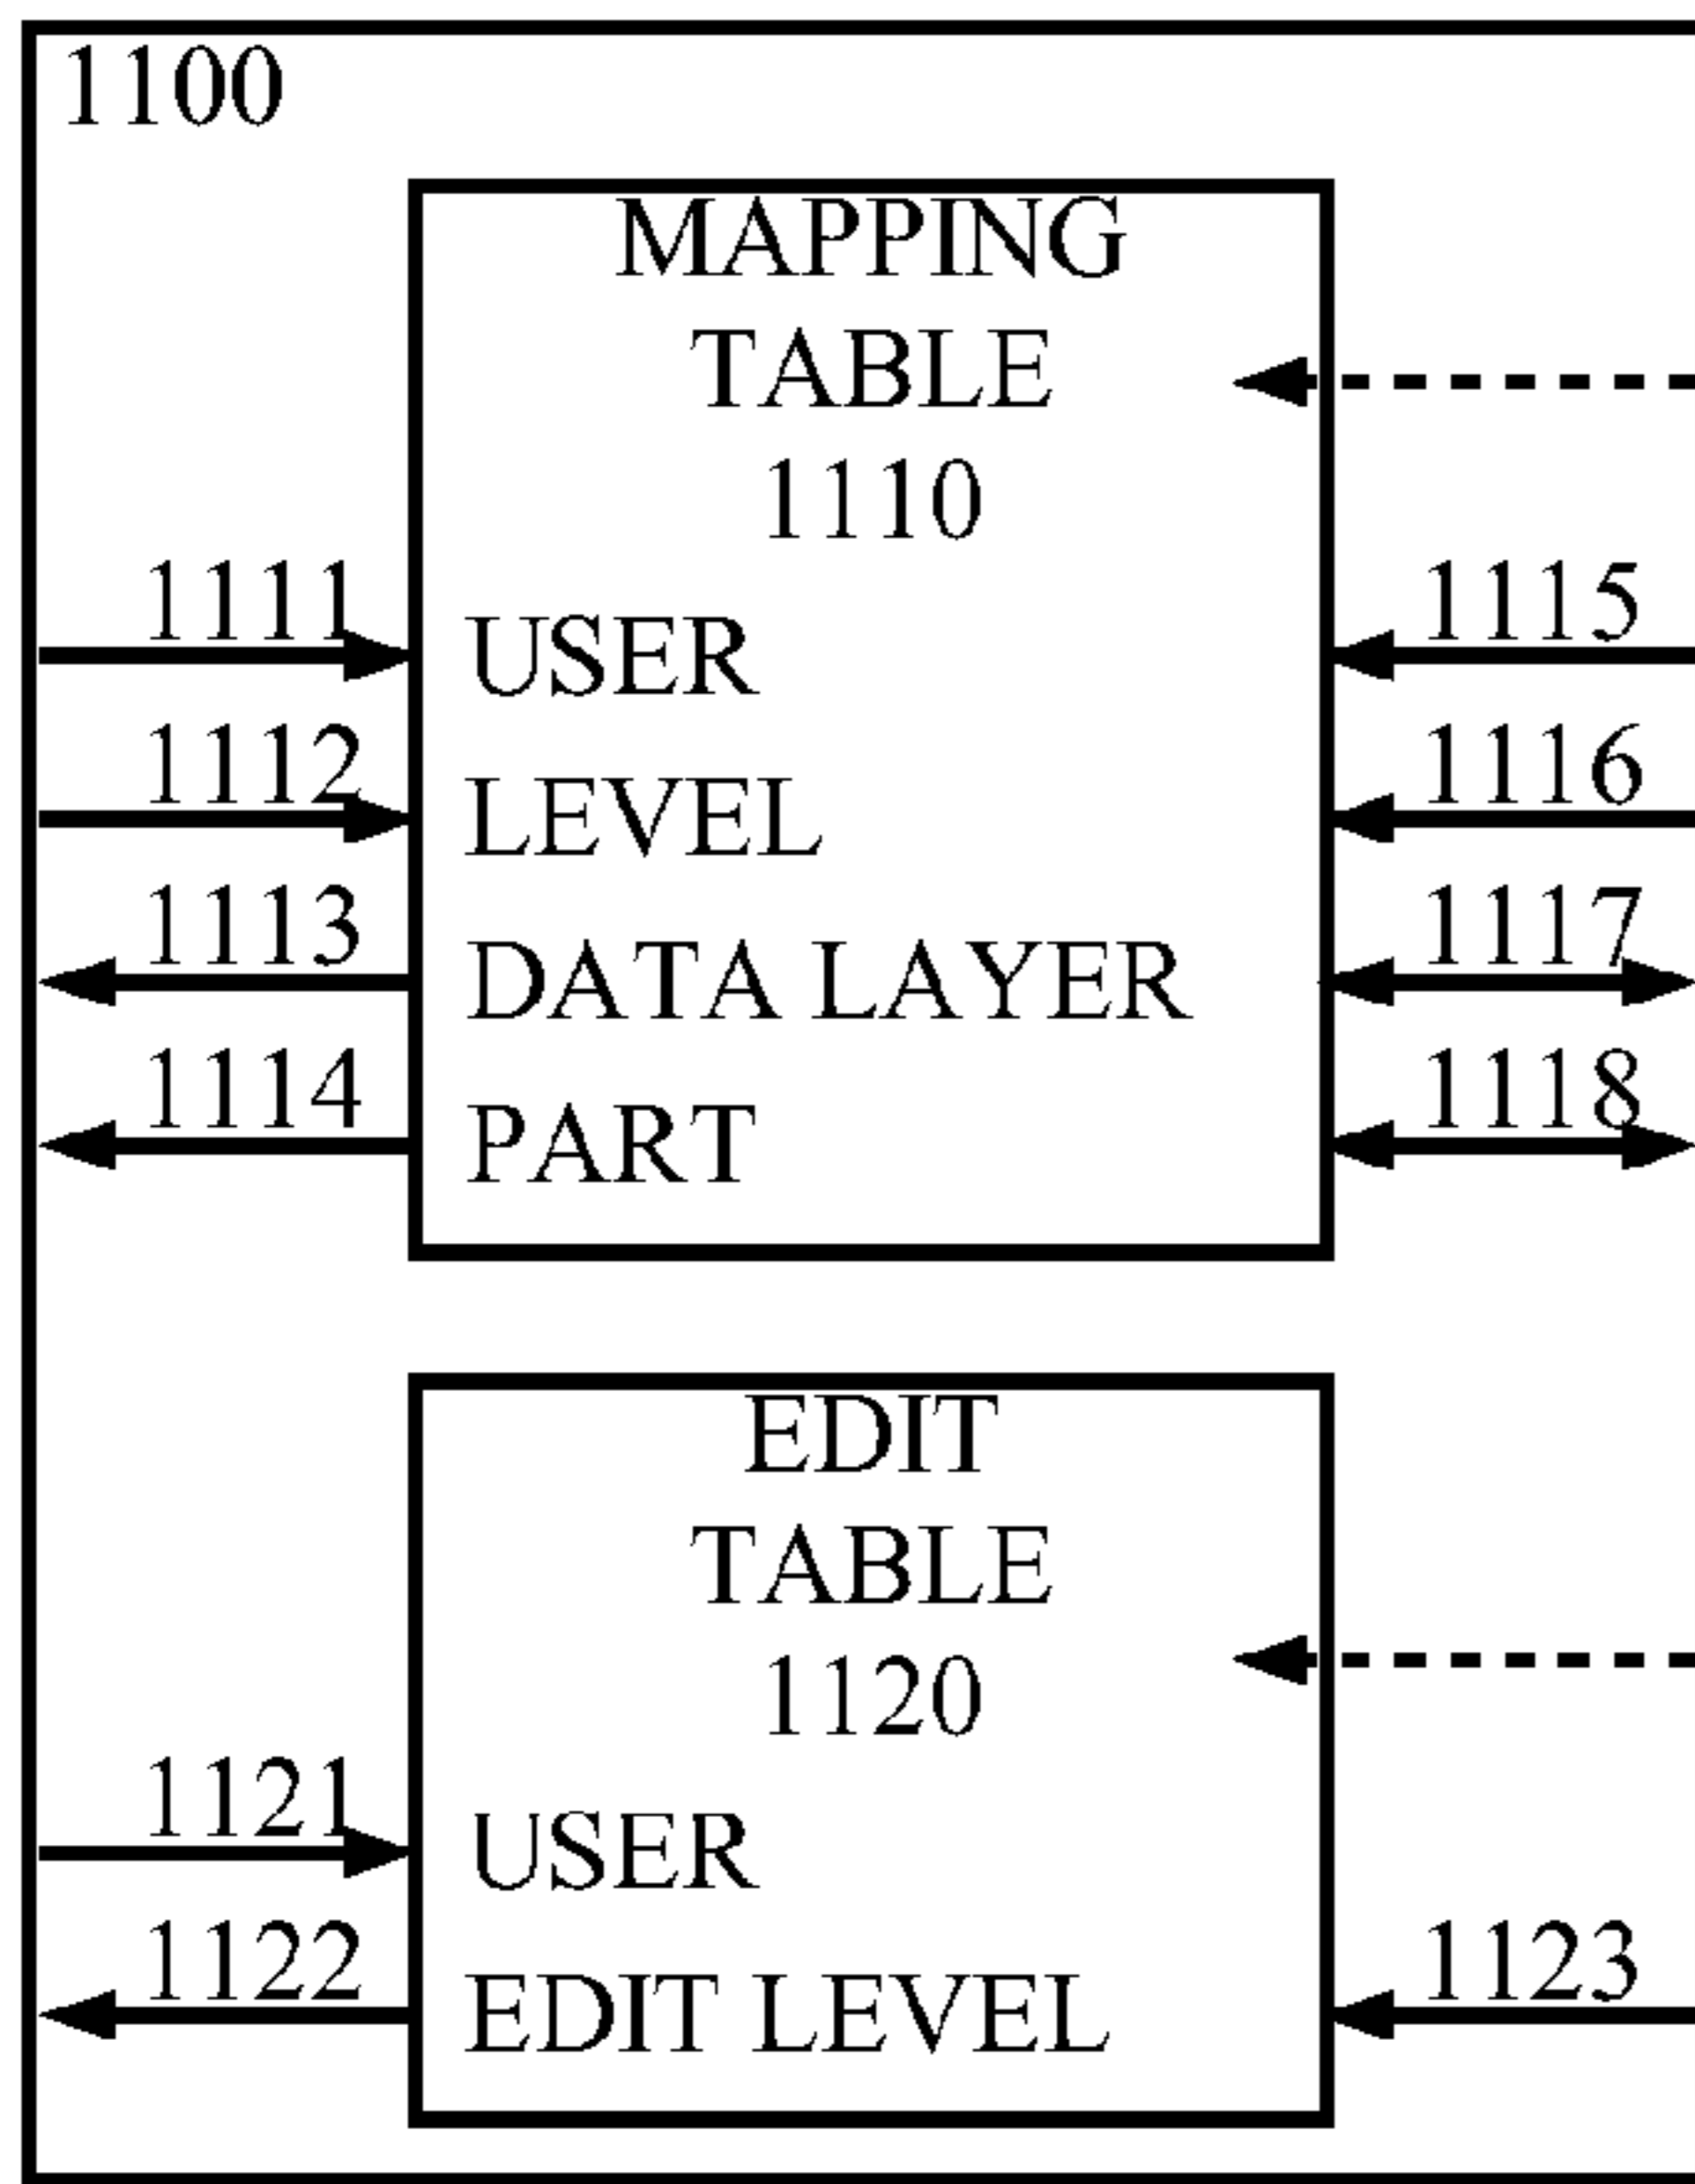 1100
MAPPING
TABLE
1110
1111
USER
1115
1112
LEVEL
1116
1113
DATA LAYER
1117
1114
PART
1118
EDIT
TABLE
1120
1121
USER
1122
EDIT LEVEL
1123